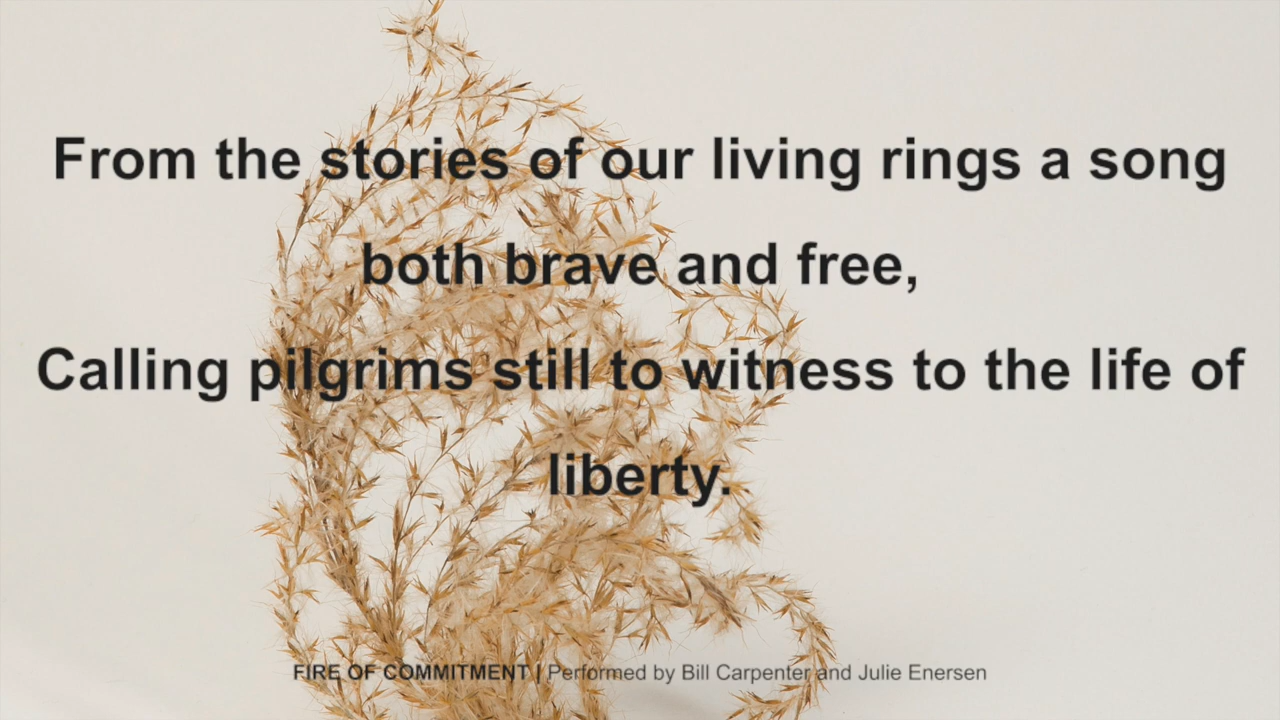 From the stories of our living rings a song
both brave and free,
Calling pilgrims still to witness to the life of
liberty.
FIRE OF COMMITMENT | Performed by Bill Carpenter and Julie Enersen